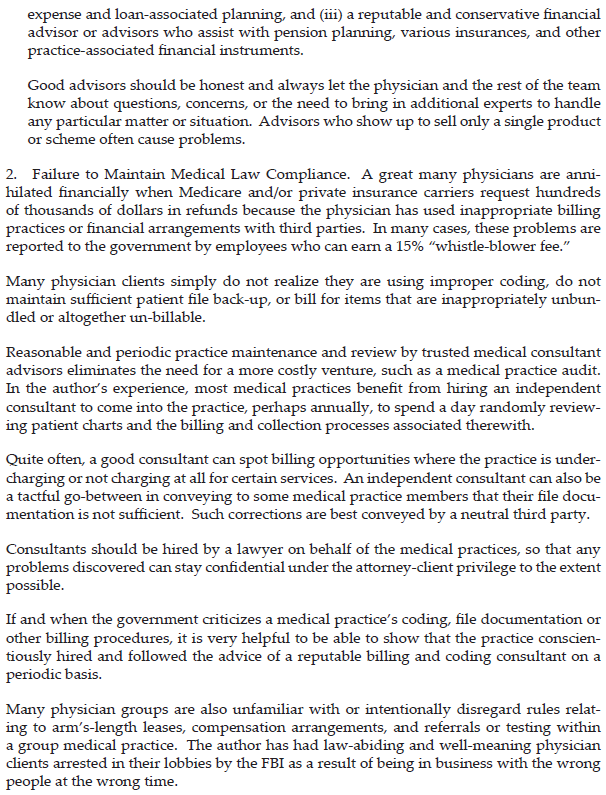 expense and loan-associated planning, and (iii) a reputable and conservative financial
advisor or advisors who assist with pension planning, various insurances, and other
practice-associated financial instruments.
Good advisors should be honest and always let the physician and the rest of the team
know about questions, concerns, or the need to bring in additional experts to handle
any particular matter or situation.  Advisors who show up to sell only a single product
or scheme often cause problems.
2.   Failure to Maintain Medical Law Compliance.  A great many physicians are anni-
hilated financially when Medicare and/or private insurance carriers request hundreds
of thousands of dollars in refunds because the physician has used inappropriate billing
practices or financial arrangements with third parties.  In many cases, these problems are
reported to the government by employees who can earn a 15% “whistle-blower fee.”
Many physician clients simply do not realize they are using improper coding, do not
maintain sufficient patient file back-up, or bill for items that are inappropriately unbun-
dled or altogether un-billable.
Reasonable and periodic practice maintenance and review by trusted medical consultant
advisors eliminates the need for a more costly venture, such as a medical practice audit.
In the author’s experience, most medical practices benefit from hiring an independent
consultant to come into the practice, perhaps annually, to spend a day randomly review-
ing patient charts and the billing and collection processes associated therewith.
Quite often, a good consultant can spot billing opportunities where the practice is under-
charging or not charging at all for certain services.  An independent consultant can also be
a tactful go-between in conveying to some medical practice members that their file docu-
mentation is not sufficient.  Such corrections are best conveyed by a neutral third party.
Consultants should be hired by a lawyer on behalf of the medical practices, so that any
problems discovered can stay confidential under the attorney-client privilege to the extent
possible.
If and when the government criticizes a medical practice’s coding, file documentation or
other billing procedures, it is very helpful to be able to show that the practice conscien-
tiously hired and followed the advice of a reputable billing and coding consultant on a
periodic basis.
Many physician groups are also unfamiliar with or intentionally disregard rules relat-
ing to arm’s-length leases, compensation arrangements, and referrals or testing within
a group medical practice.  The author has had law-abiding and well-meaning physician
clients arrested in their lobbies by the FBI as a result of being in business with the wrong
people at the wrong time.